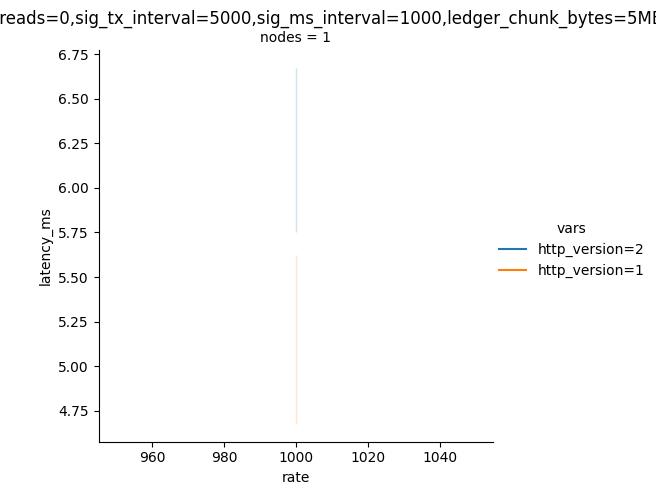 reads=0,sig_tx_interval=5000,sig_ms_interval=1000,ledger_chunk_bytes=5ME
nodes = 1
6.75
6.50
6.25
6.00
5.75
5.50
5.25
5.00
4.75
latency_ms
960
980
1000
1020
1040
rate
vars
http_version=2
http_version=1